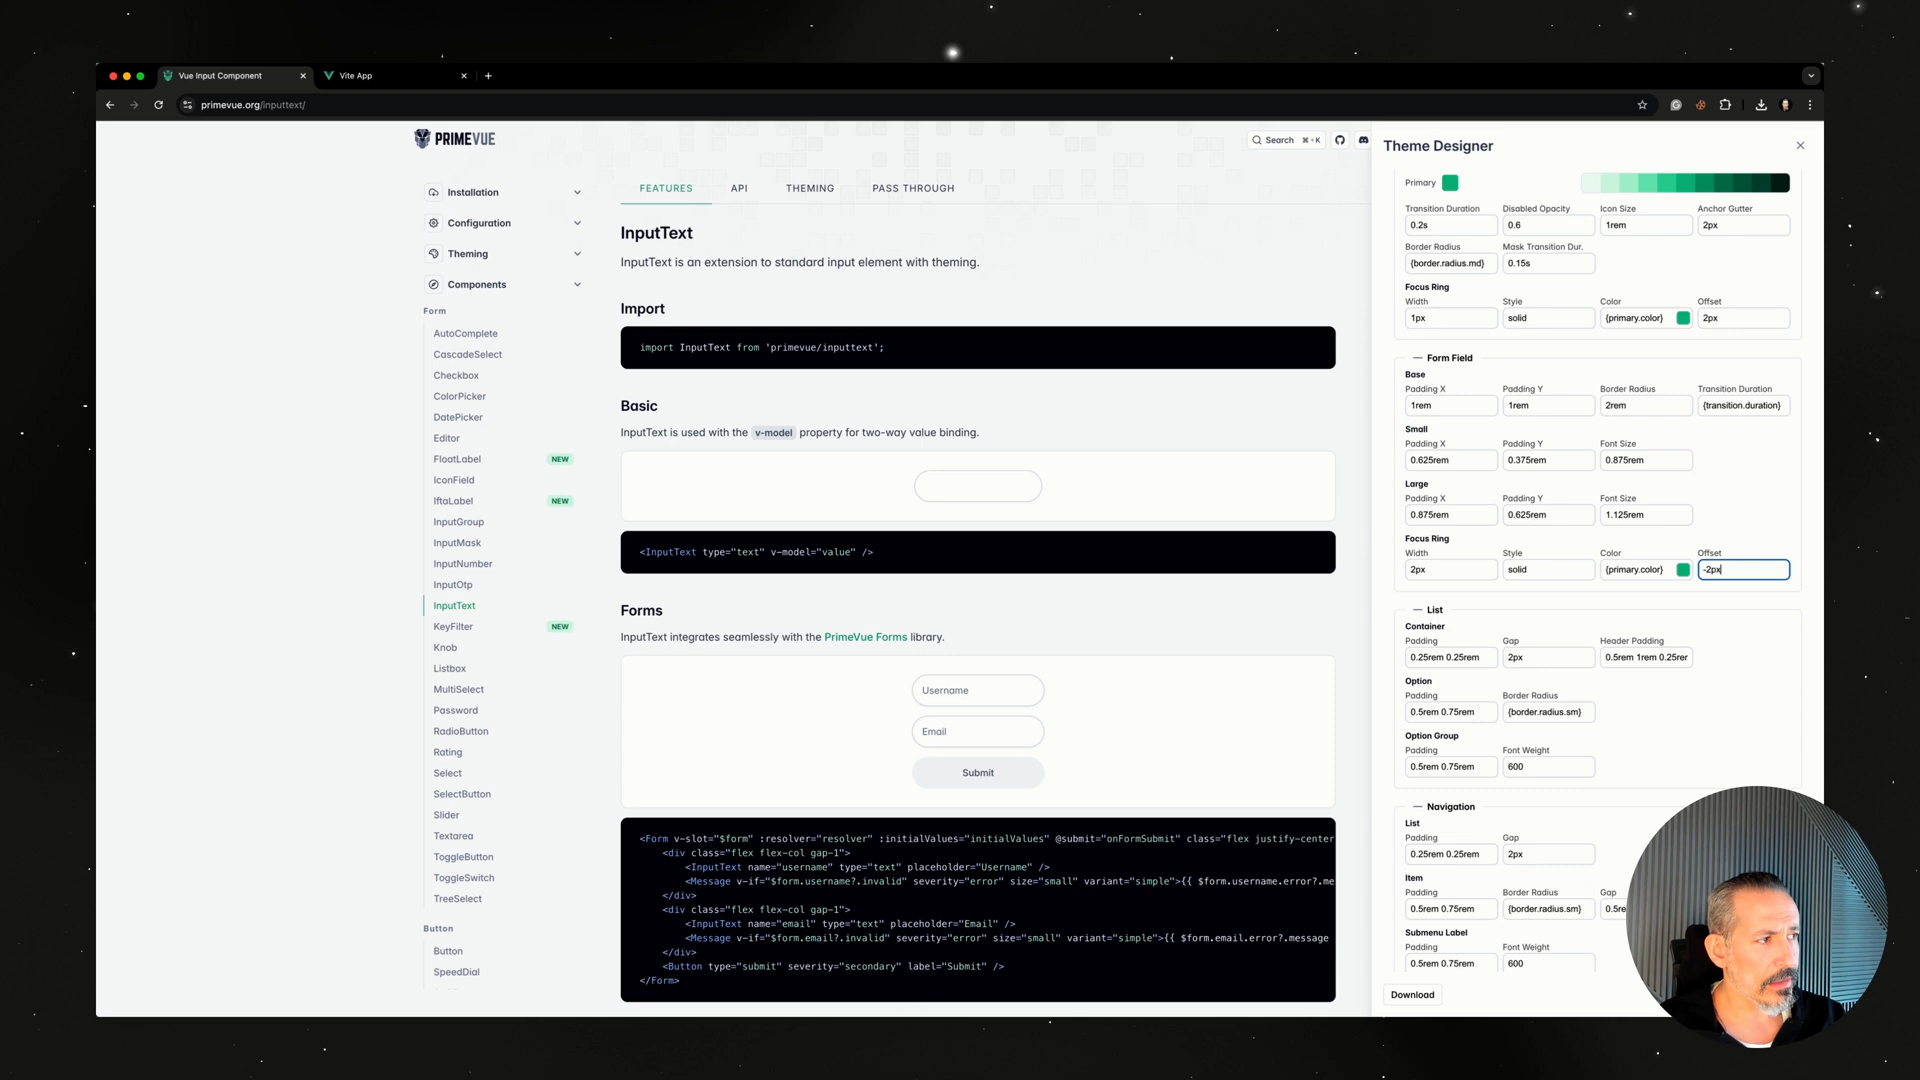 Vue Input Component
Vite App
primevue.org/inputtext/
PRIMEVUE
Search ⌘+K
Installation
Configuration
Theming
Components
Form
AutoComplete
CascadeSelect
Checkbox
ColorPicker
DatePicker
Editor
FloatLabel NEW
IconField
IftaLabel NEW
InputGroup
InputMask
InputNumber
InputOtp
InputText
KeyFilter NEW
Knob
Listbox
MultiSelect
Password
RadioButton
Rating
Select
SelectButton
Slider
Textarea
ToggleButton
ToggleSwitch
TreeSelect
Button
Button
SpeedDial
FEATURES API THEMING PASS THROUGH
InputText
InputText is an extension to standard input element with theming.
Import
import InputText from 'primevue/inputtext';
Basic
InputText is used with the v-model property for two-way value binding.
<InputText type="text" v-model="value" />
Forms
InputText integrates seamlessly with the PrimeVue Forms library.
Username
Email
Submit
<Form v-slot="$form" :resolver="resolver" :initialValues="initialValues" @submit="onFormSubmit" class="flex justify-center
<div class="flex flex-col gap-1">
<InputText name="username" type="text" placeholder="Username" />
<Message v-if="$form.username?.invalid" severity="error" size="small" variant="simple">{{ $form.username.error?.me
</div>
<div class="flex flex-col gap-1">
<InputText name="email" type="text" placeholder="Email" />
<Message v-if="$form.email?.invalid" severity="error" size="small" variant="simple">{{ $form.email.error?.message
</div>
<Button type="submit" severity="secondary" label="Submit" />
</Form>
Theme Designer
Primary
Transition Duration Disabled Opacity Icon Size Anchor Gutter
0.2s 0.6 1rem 2px
Border Radius Mask Transition Dur.
{border.radius.md} 0.15s
Focus Ring
Width Style Color Offset
1px solid {primary.color} 2px
Form Field
Base
Padding X Padding Y Border Radius Transition Duration
1rem 1rem 2rem {transition.duration}
Small
Padding X Padding Y Font Size
0.625rem 0.375rem 0.875rem
Large
Padding X Padding Y Font Size
0.875rem 0.625rem 1.125rem
Focus Ring
Width Style Color Offset
2px solid {primary.color} -2px
List
Container
Padding Gap Header Padding
0.25rem 0.25rem 2px 0.5rem 1rem 0.25rer
Option
Padding Border Radius
0.5rem 0.75rem {border.radius.sm}
Option Group
Padding Font Weight
0.5rem 0.75rem 600
Navigation
List
Padding Gap
0.25rem 0.25rem 2px
Item
Padding Border Radius Gap
0.5rem 0.75rem {border.radius.sm} 0.5re
Submenu Label
Padding Font Weight
0.5rem 0.75rem 600
Download